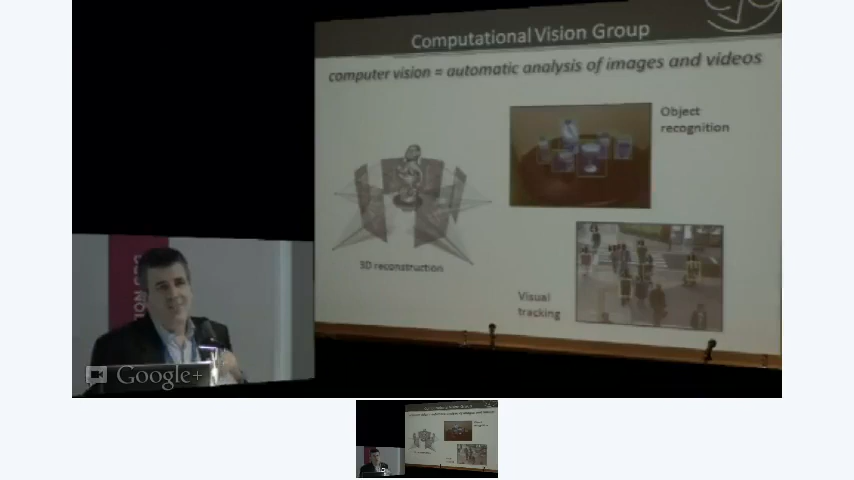 Computational Vision Group
computer vision = automatic analysis of images and videos
Object
recognition
3D reconstruction
Visual
tracking
Google+